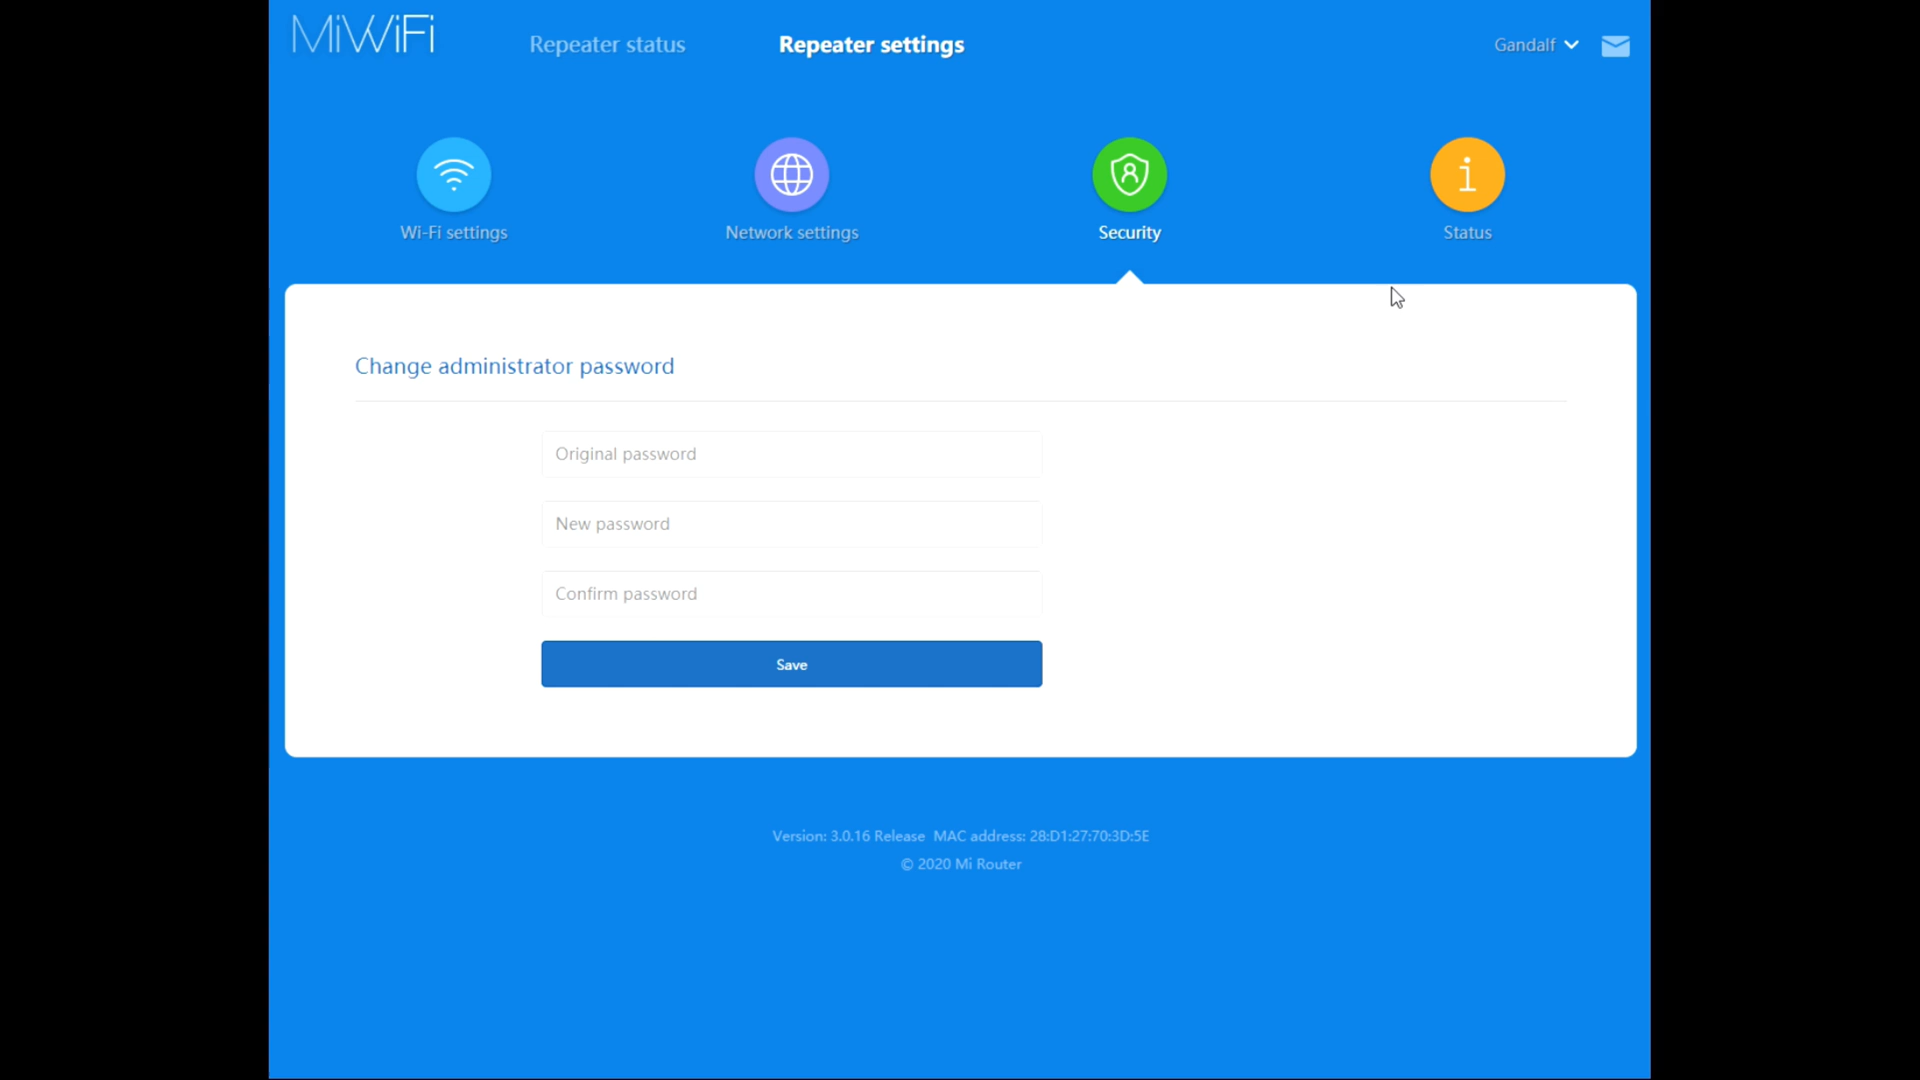 MiWiFi
Repeater status
Repeater settings
Gandalf
Wi-Fi settings
Network settings
Security
Status
Change administrator password
Original password
New password
Confirm password
Save
Version: 3.0.16 Release MAC address: 28:D1:27:70:3D:5E
© 2020 Mi Router